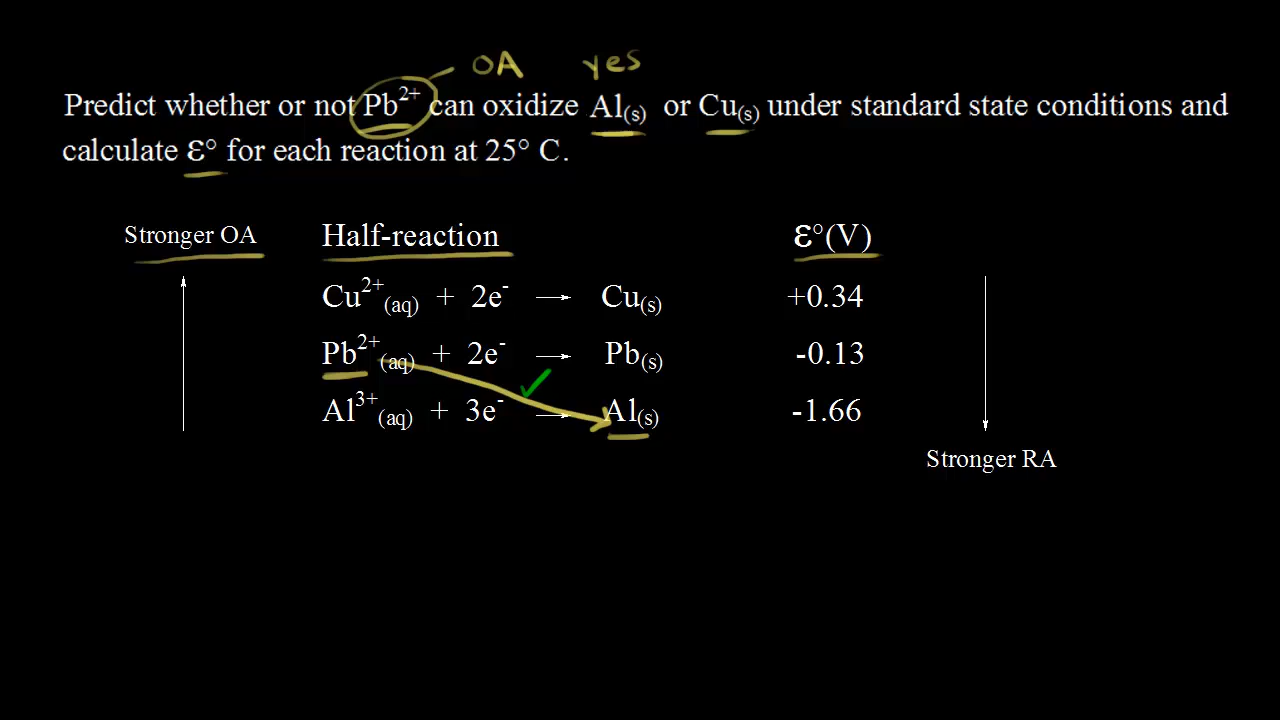 OA yes
Predict whether or not Pb²⁺ can oxidize Al(s) or Cu(s) under standard state conditions and
calculate ℰ° for each reaction at 25° C.
Stronger OA Half-reaction ℰ°(V)
Cu²⁺(aq) + 2e⁻ → Cu(s) +0.34
Pb²⁺(aq) + 2e⁻ → Pb(s) -0.13
Al³⁺(aq) + 3e⁻ → Al(s) -1.66
Stronger RA